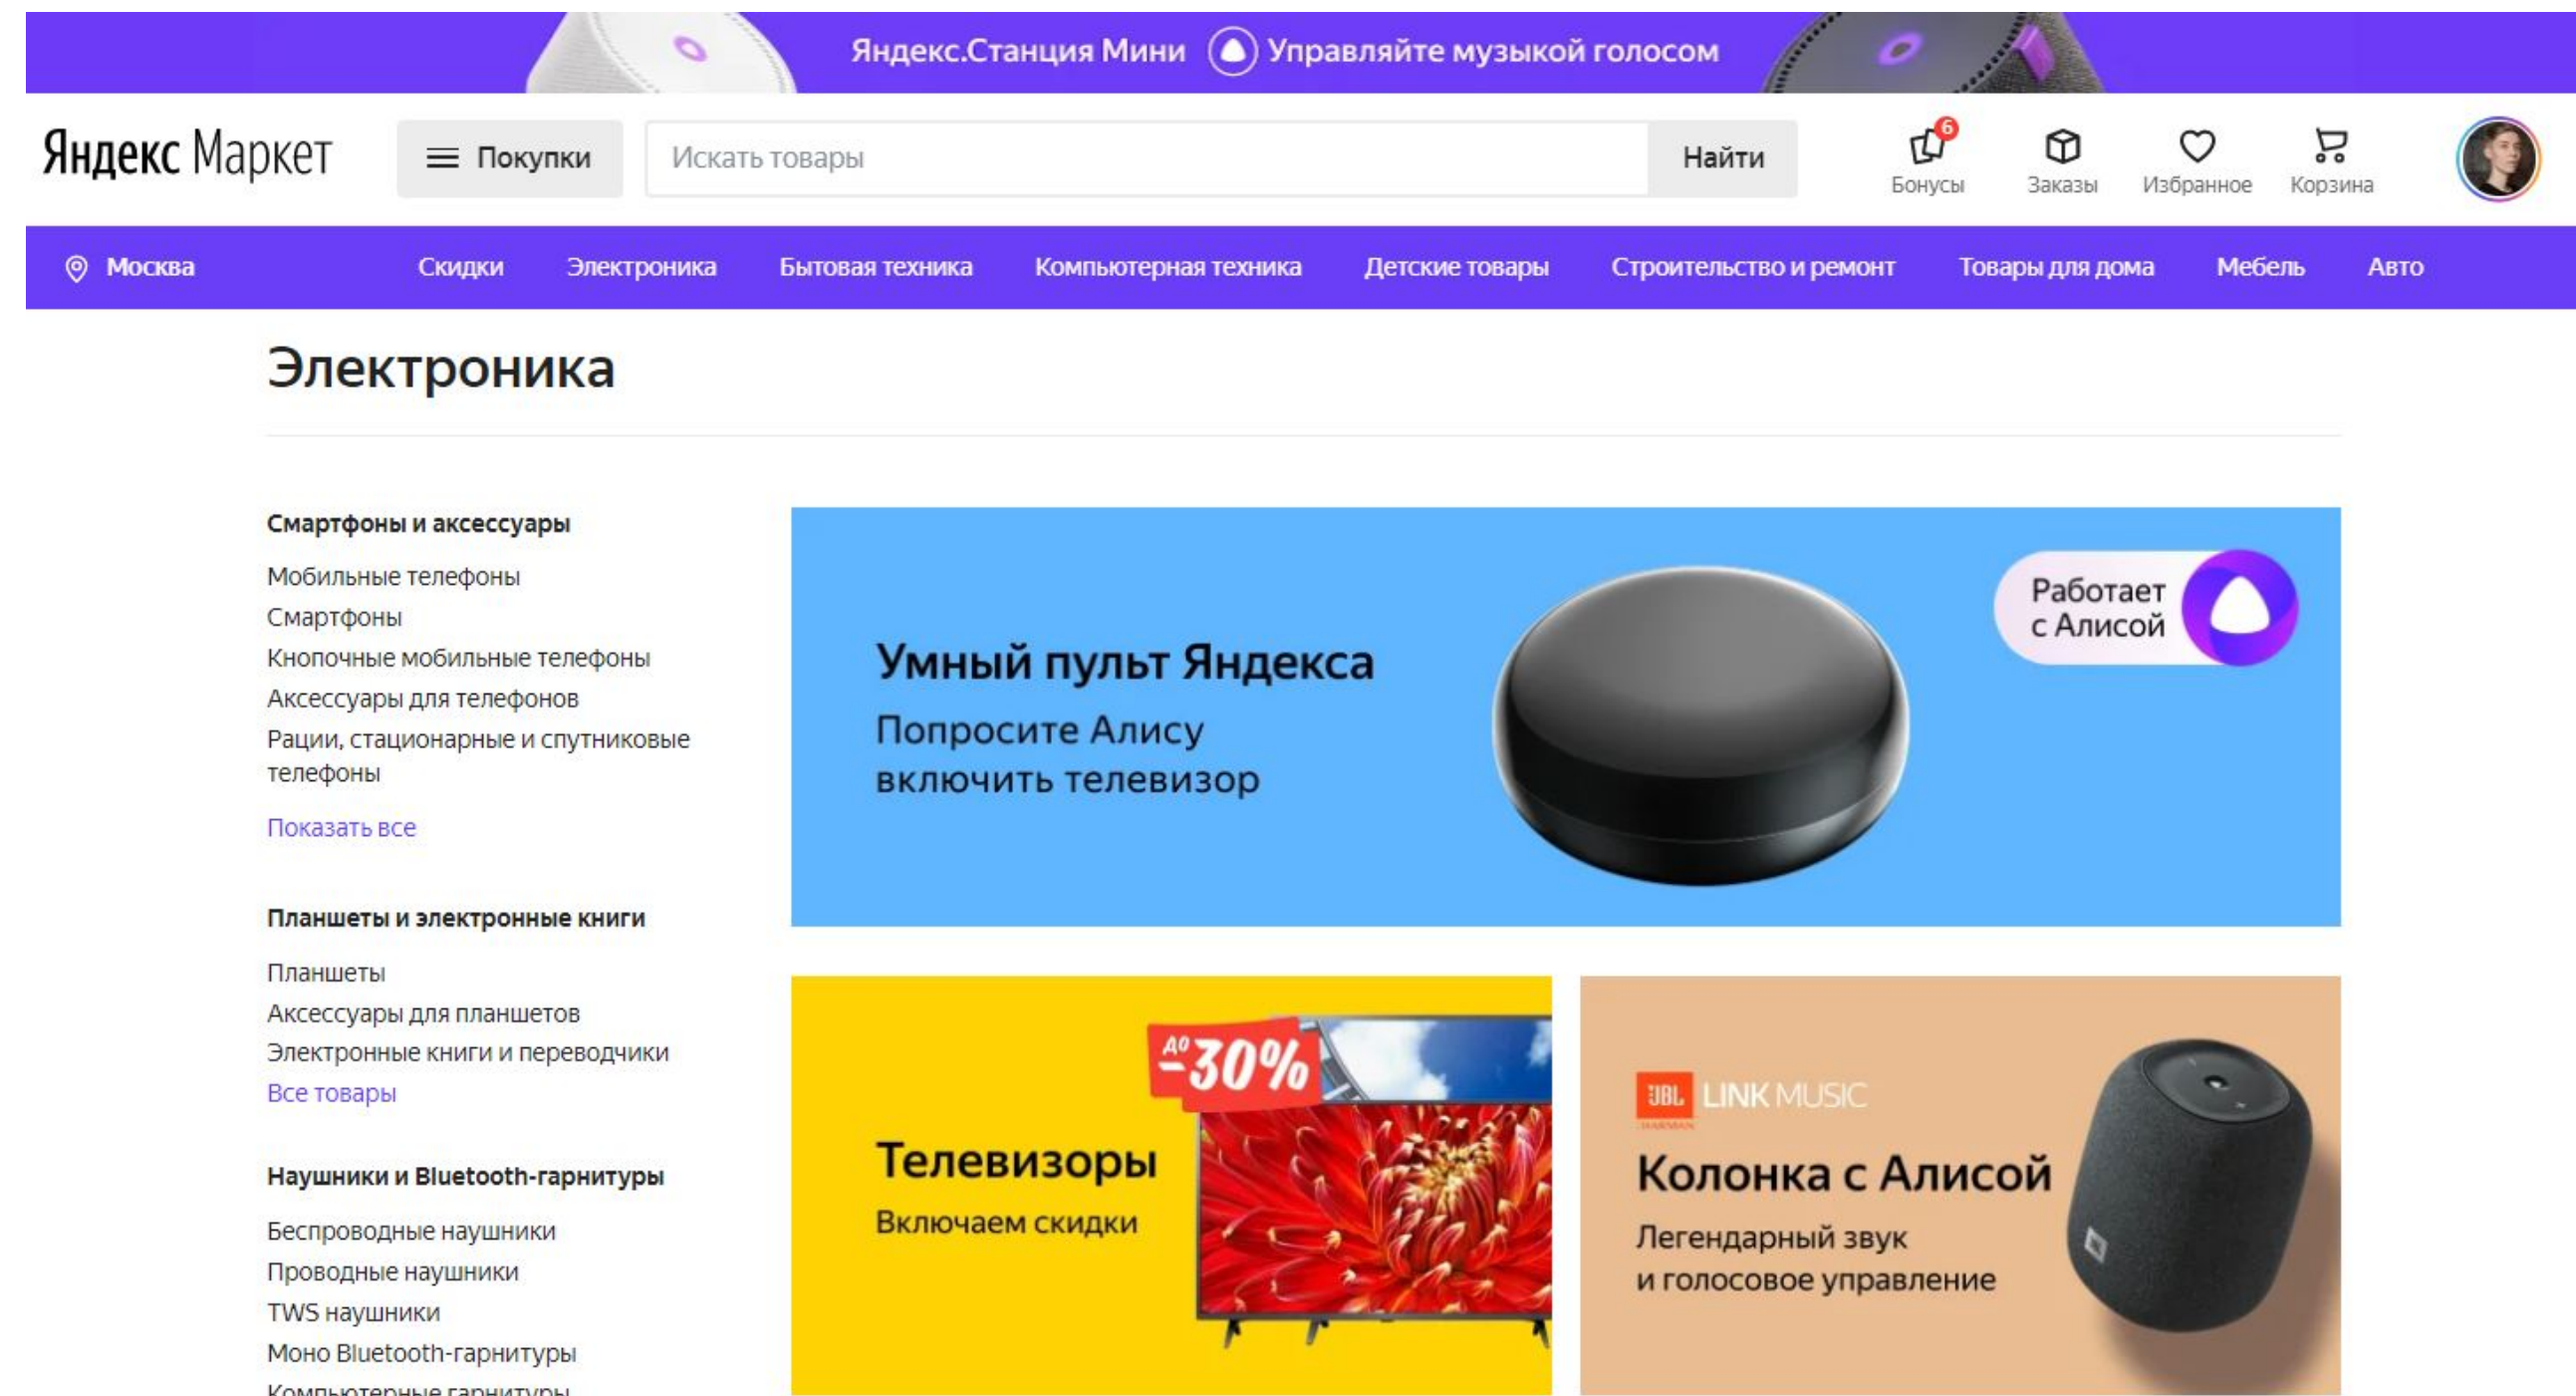 Яндекс.Станция Мини Управляйте музыкой голосом
Яндекс Маркет
Покупки
Искать товары
Найти
6
Бонусы
Заказы
Избранное
Корзина
Москва
Скидки
Электроника
Бытовая техника
Компьютерная техника
Детские товары
Строительство и ремонт
Товары для дома
Мебель
Авто
Электроника
Смартфоны и аксессуары
Мобильные телефоны
Смартфоны
Кнопочные мобильные телефоны
Аксессуары для телефонов
Рации, стационарные и спутниковые
телефоны
Показать все
Планшеты и электронные книги
Планшеты
Аксессуары для планшетов
Электронные книги и переводчики
Все товары
Наушники и Bluetooth-гарнитуры
Беспроводные наушники
Проводные наушники
TWS наушники
Моно Bluetooth-гарнитуры
Компьютерные гарнитуры
Умный пульт Яндекса
Попросите Алису
включить телевизор
Работает
с Алисой
до -30%
Телевизоры
Включаем скидки
JBL LINK MUSIC
HARMAN
Колонка с Алисой
Легендарный звук
и голосовое управление